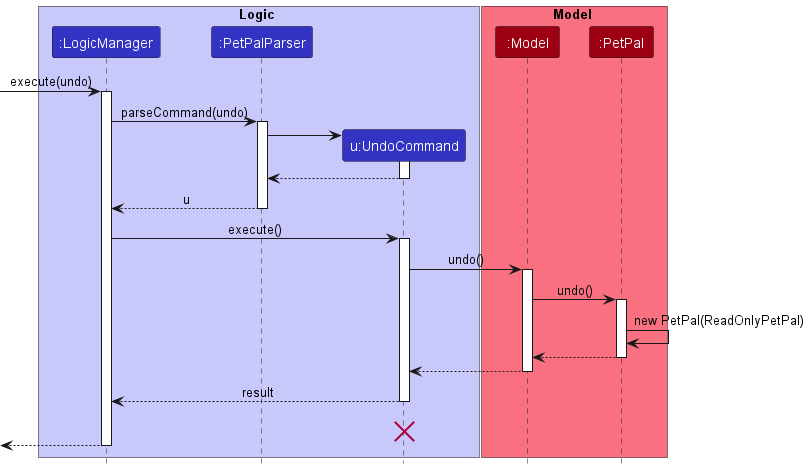 Logic
Model
:LogicManager
:PetPalParser
:Model
:PetPal
execute(undo)
parseCommand(undo)
u:UndoCommand
u
execute()
undo()
undo()
new PetPal(ReadOnlyPetPal)
result